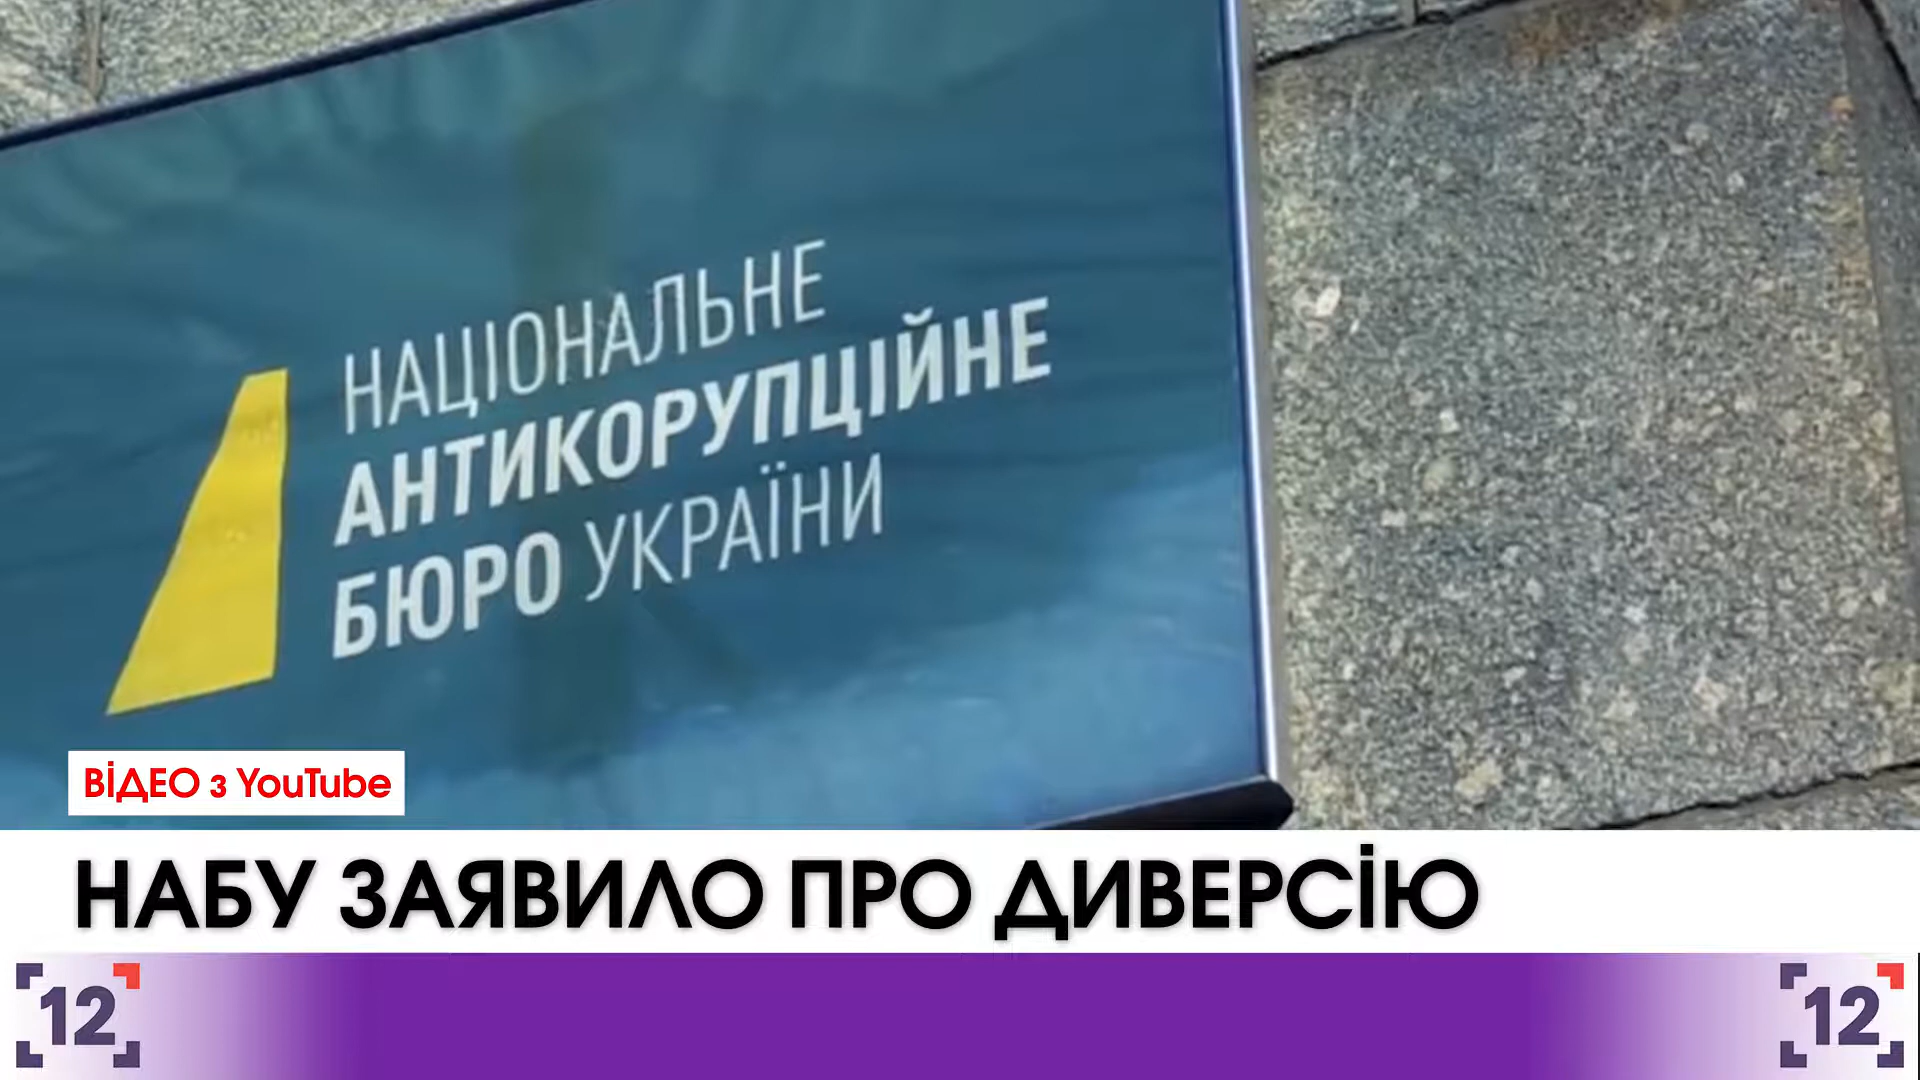 НАЦІОНАЛЬНЕ
АНТИКОРУПЦІЙНЕ
БЮРО УКРАЇНИ
ВІДЕО з YouTube
НАБУ ЗАЯВИЛО ПРО ДИВЕРСІЮ
12 12